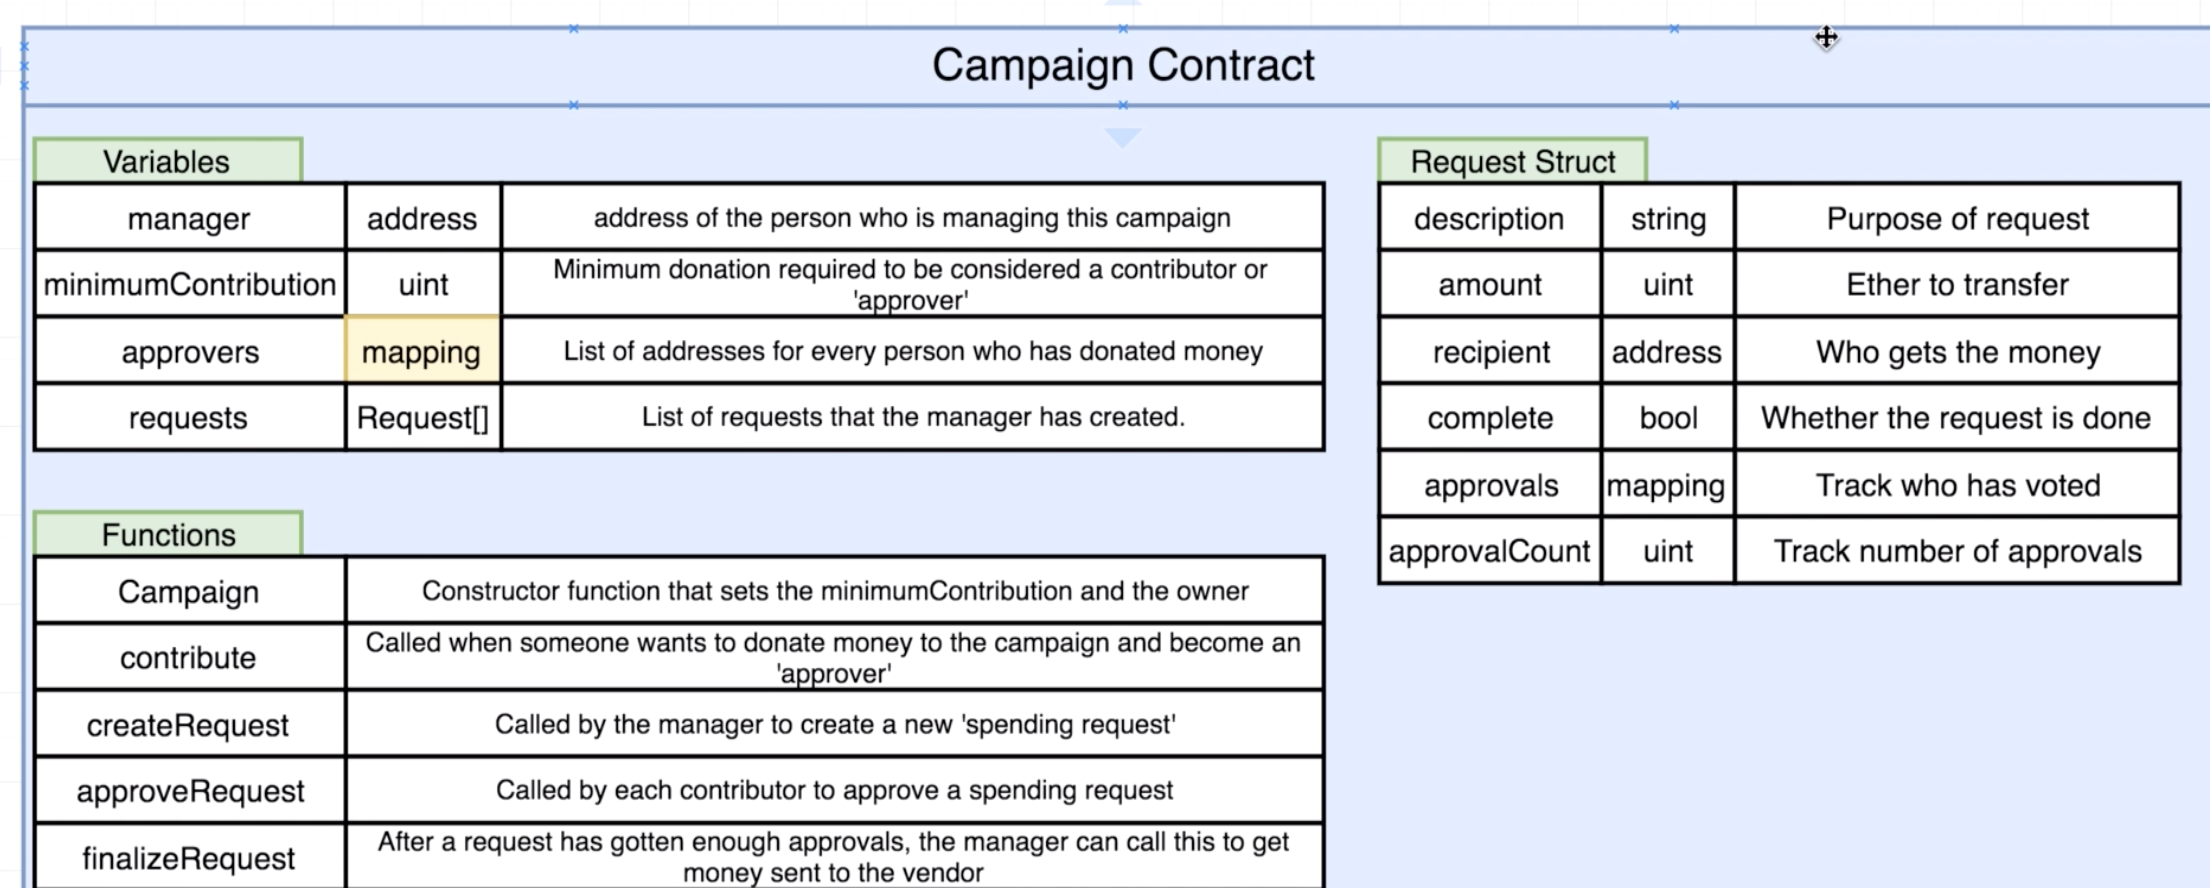 Campaign Contract
Variables
manager address address of the person who is managing this campaign
minimumContribution uint Minimum donation required to be considered a contributor or
'approver'
approvers mapping List of addresses for every person who has donated money
requests Request[] List of requests that the manager has created.
Functions
Campaign Constructor function that sets the minimumContribution and the owner
contribute Called when someone wants to donate money to the campaign and become an
'approver'
createRequest Called by the manager to create a new 'spending request'
approveRequest Called by each contributor to approve a spending request
finalizeRequest After a request has gotten enough approvals, the manager can call this to get
money sent to the vendor
Request Struct
description string Purpose of request
amount uint Ether to transfer
recipient address Who gets the money
complete bool Whether the request is done
approvals mapping Track who has voted
approvalCount uint Track number of approvals